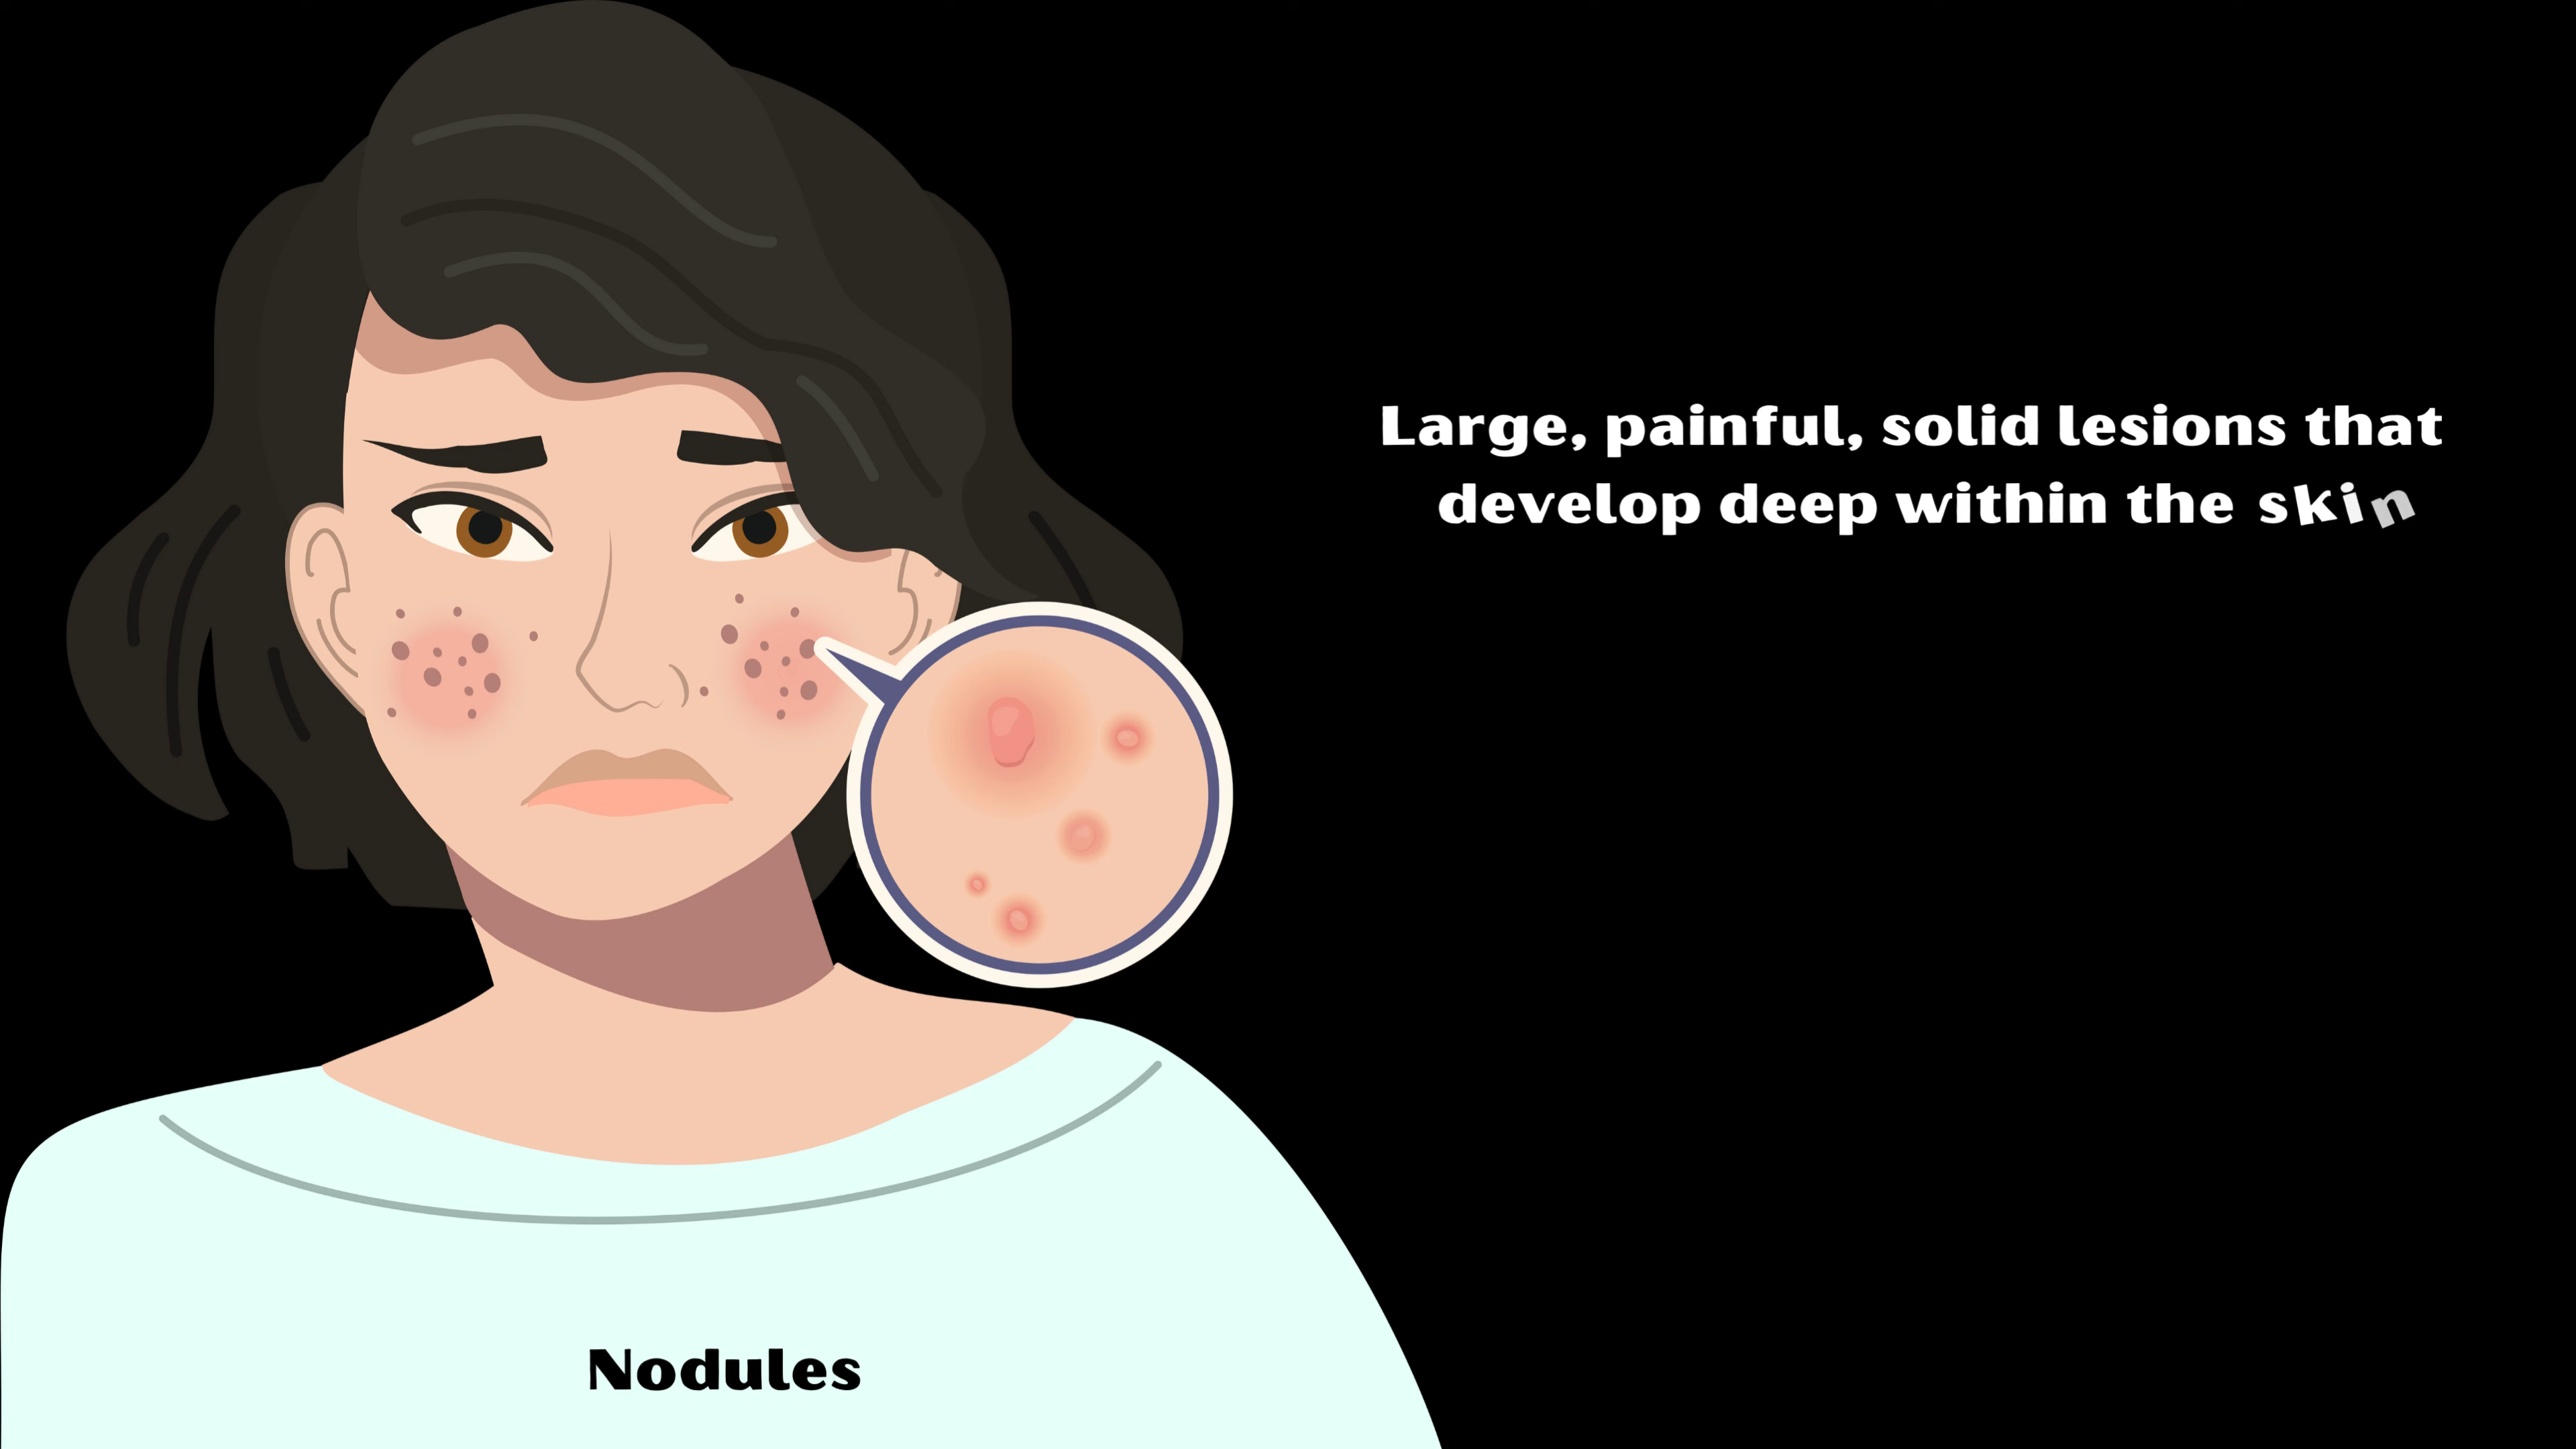 Large, painful, solid lesions that
develop deep within the skin
Nodules